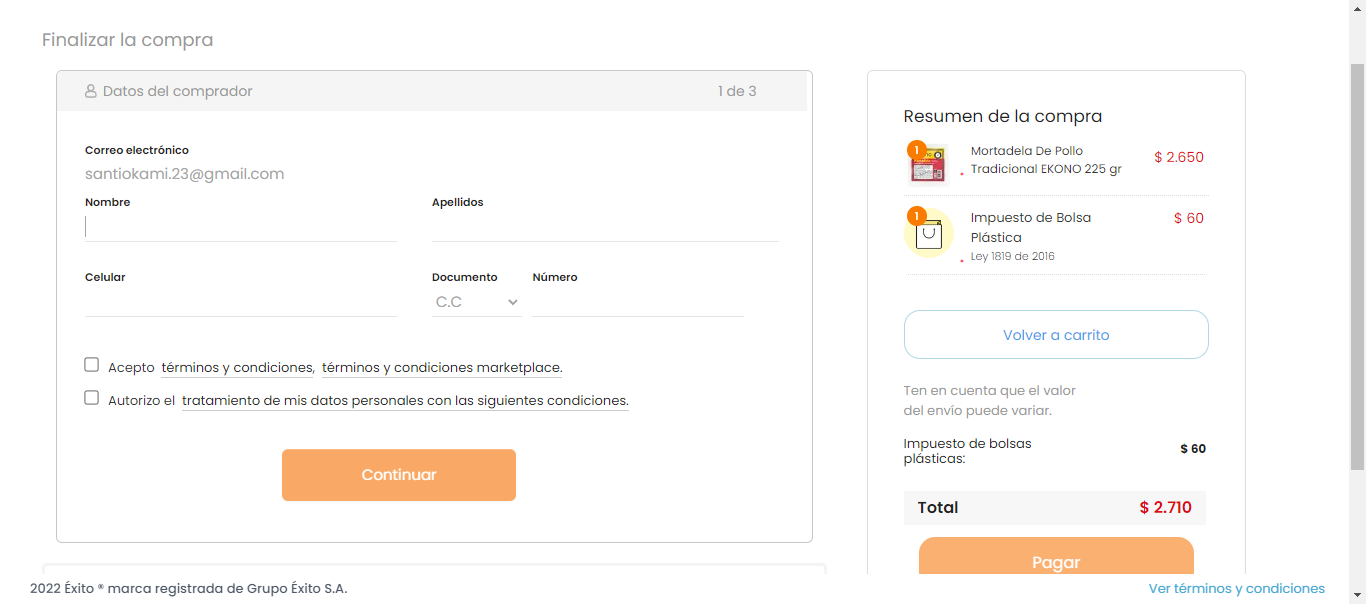 Finalizar la compra
Datos del comprador 1 de 3
Correo electrónico
santiokami.23@gmail.com
Nombre Apellidos
Celular Documento Número
C.C
Acepto términos y condiciones, términos y condiciones marketplace.
Autorizo el tratamiento de mis datos personales con las siguientes condiciones.
Continuar
Resumen de la compra
1
Mortadela De Pollo
Tradicional EKONO 225 gr
$ 2.650
1
Impuesto de Bolsa
Plástica
$ 60
Ley 1819 de 2016
Volver a carrito
Ten en cuenta que el valor
del envío puede variar.
Impuesto de bolsas
plásticas:
$ 60
Total $ 2.710
Pagar
2022 Éxito ® marca registrada de Grupo Éxito S.A.
Ver términos y condiciones